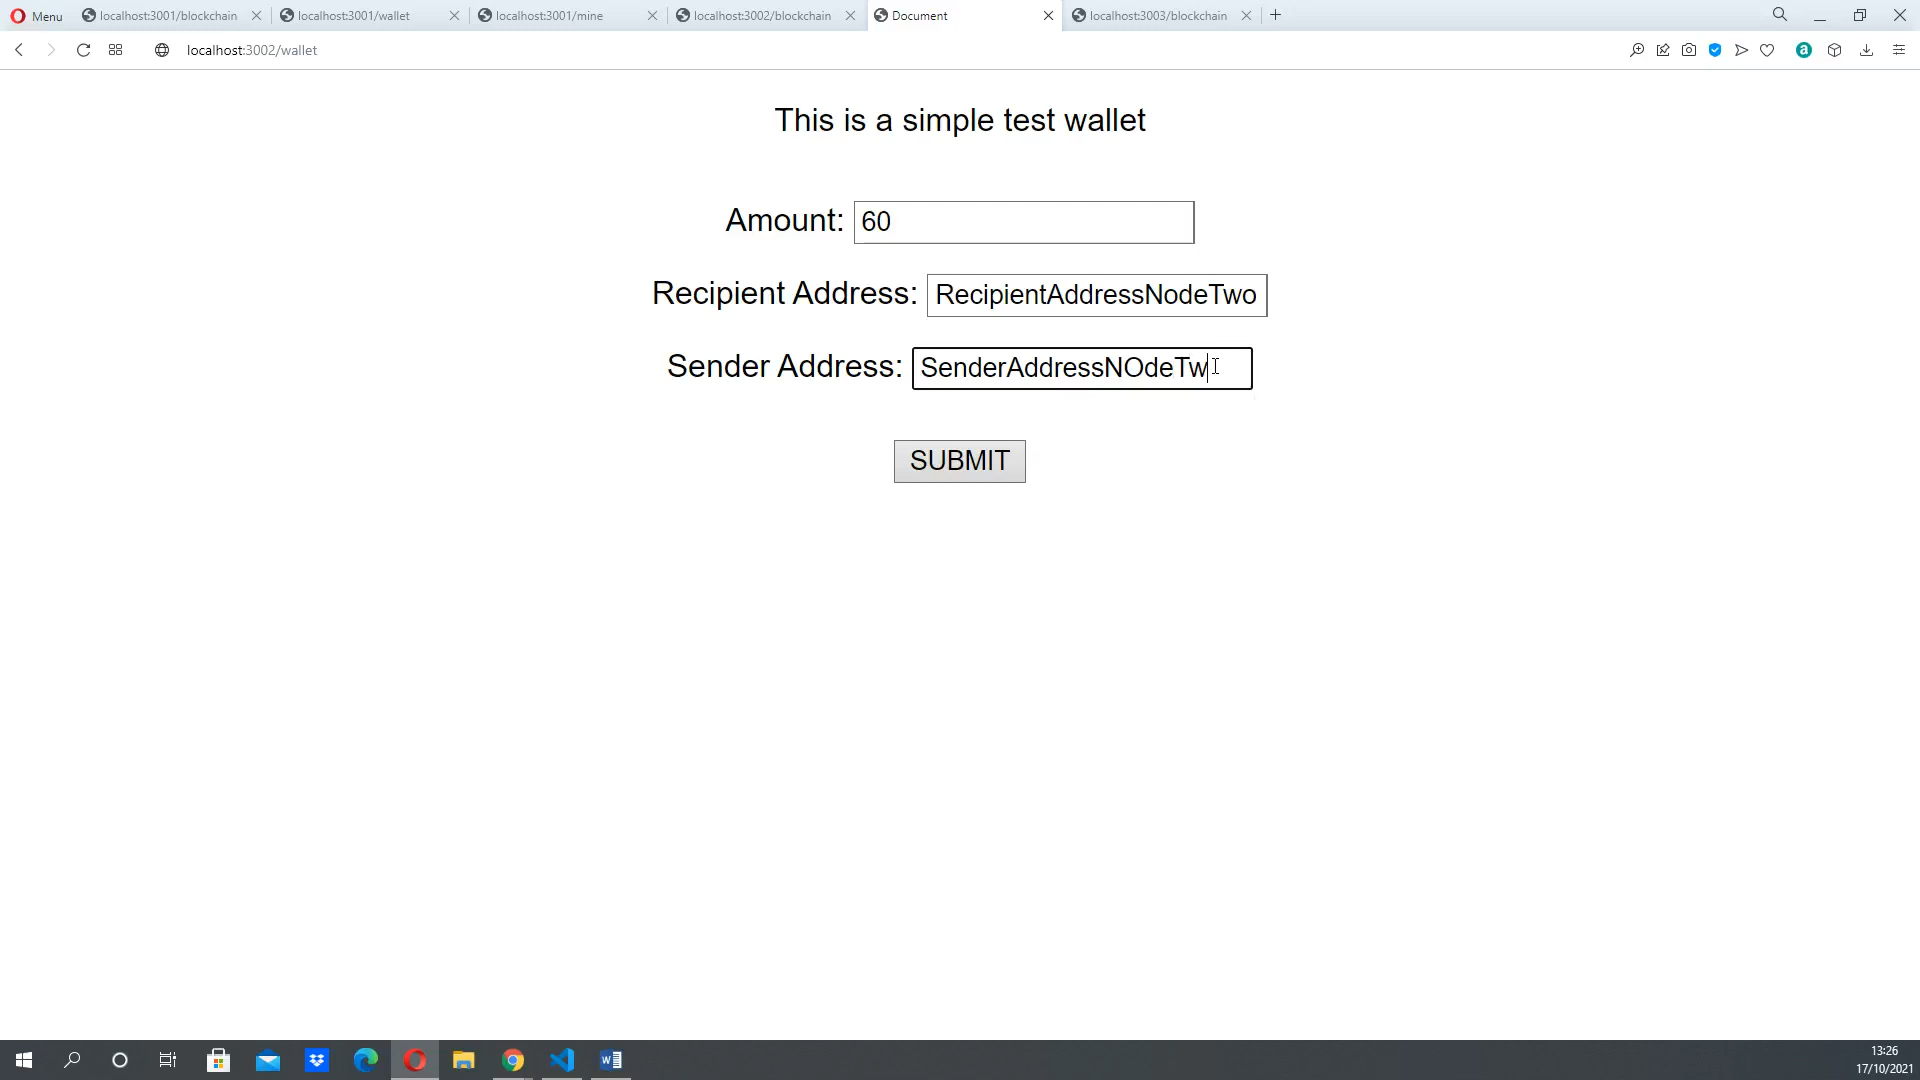 Menu
localhost:3001/blockchain
localhost:3001/wallet
localhost:3001/mine
localhost:3002/blockchain
Document
localhost:3003/blockchain
localhost:3002/wallet
This is a simple test wallet
Amount: 60
Recipient Address: RecipientAddressNodeTwo
Sender Address: SenderAddressNOdeTw
SUBMIT
13:26
17/10/2021